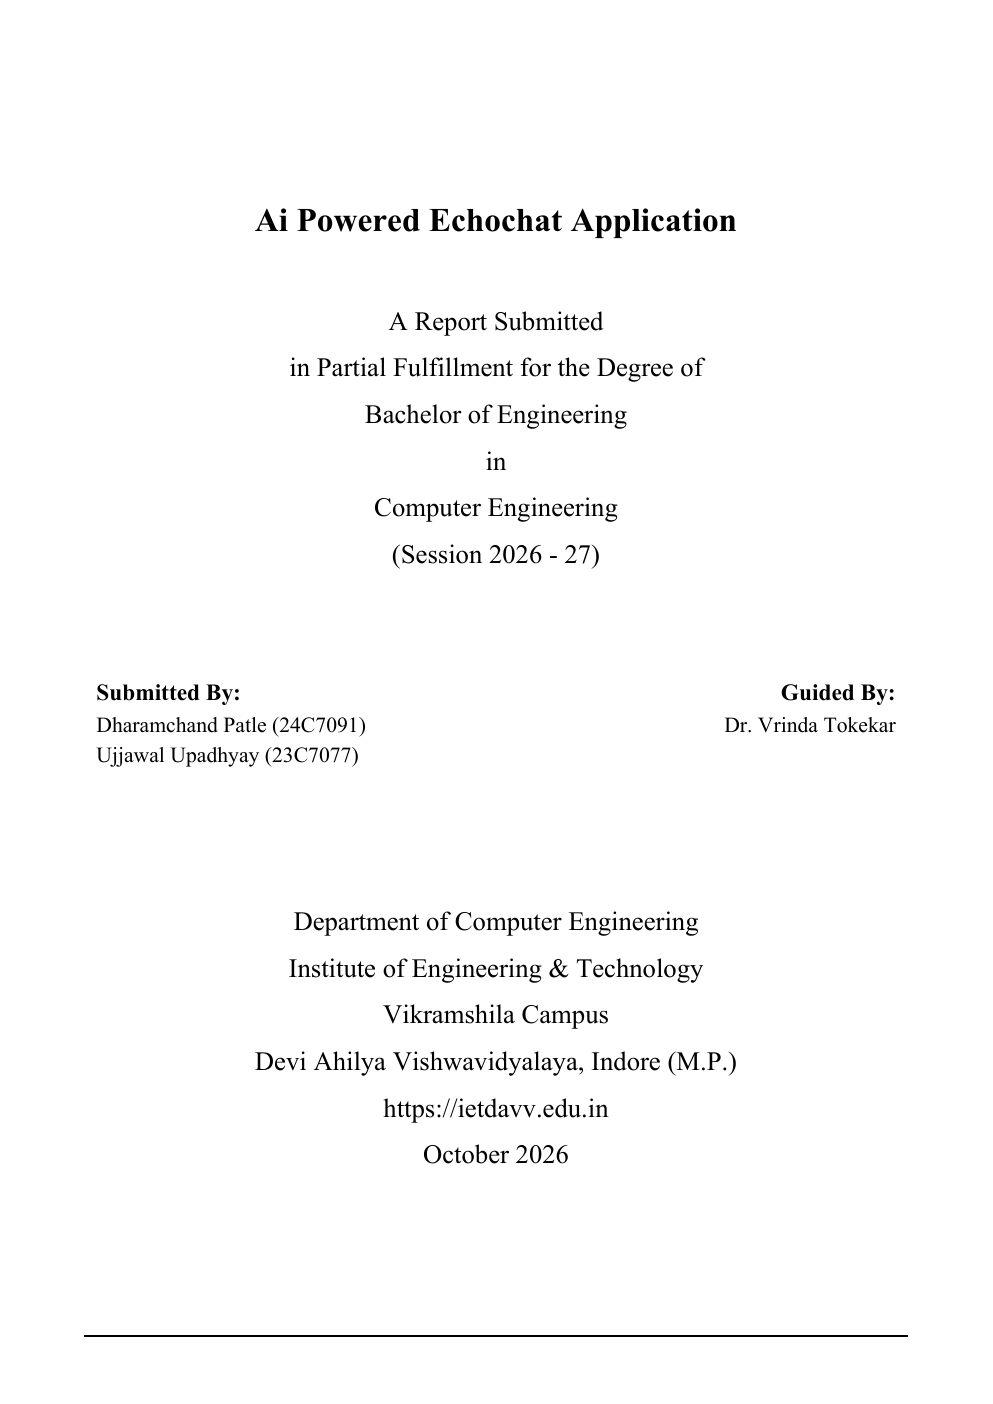 Ai Powered Echochat Application
A Report Submitted
in Partial Fulfillment for the Degree of
Bachelor of Engineering
in
Computer Engineering
(Session 2026 - 27)
Submitted By:
Dharamchand Patle (24C7091)
Ujjawal Upadhyay (23C7077)
Guided By:
Dr. Vrinda Tokekar
Department of Computer Engineering
Institute of Engineering & Technology
Vikramshila Campus
Devi Ahilya Vishwavidyalaya, Indore (M.P.)
https://ietdavv.edu.in
October 2026